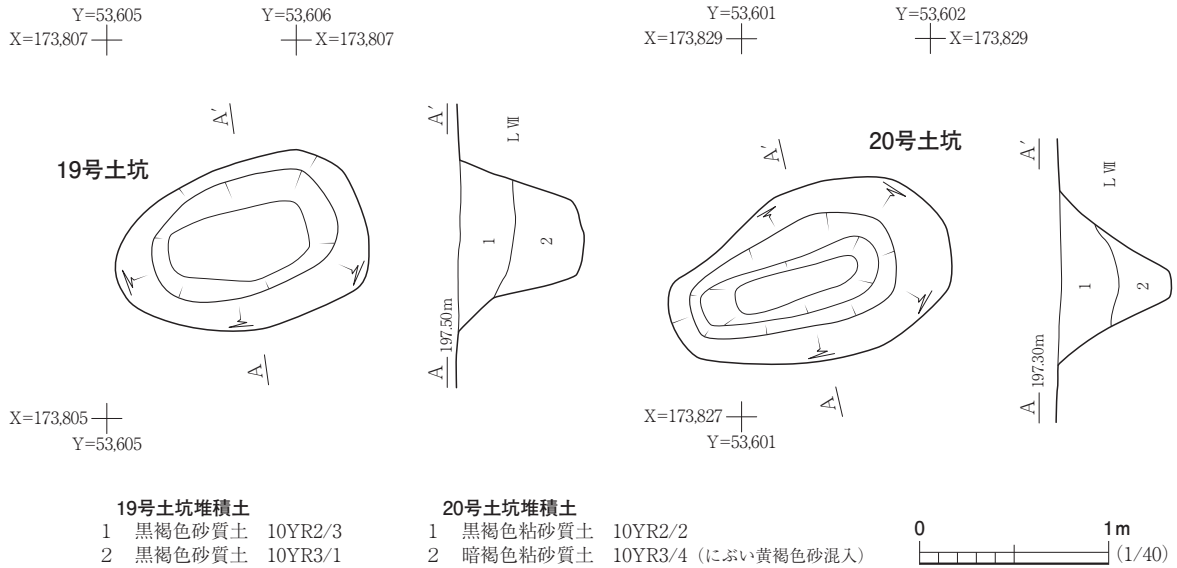 Y=53,605 Y=53,606
X=173,807 X=173,807
A′ A′ L Ⅶ
19号土坑
1 2
197.50m
A A
X=173,805
Y=53,605
Y=53,601 Y=53,602
X=173,829 X=173,829
A′ A′ L Ⅶ
20号土坑
1 2
197.30m
A A
X=173,827
Y=53,601
19号土坑堆積土
1 黒褐色砂質土 10YR2/3
2 黒褐色砂質土 10YR3/1
20号土坑堆積土
1 黒褐色粘砂質土 10YR2/2
2 暗褐色粘砂質土 10YR3/4（にぶい黄褐色砂混入）
0 1m
(1/40)